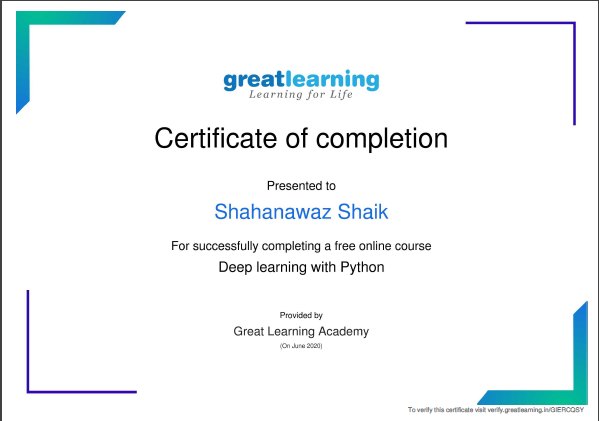 greatlearning
Learning for Life
Certificate of completion
Presented to
Shahanawaz Shaik
For successfully completing a free online course
Deep learning with Python
Provided by
Great Learning Academy
(On June 2020)
To verify this certificate visit verify.greatlearning.in/GIERCQSY